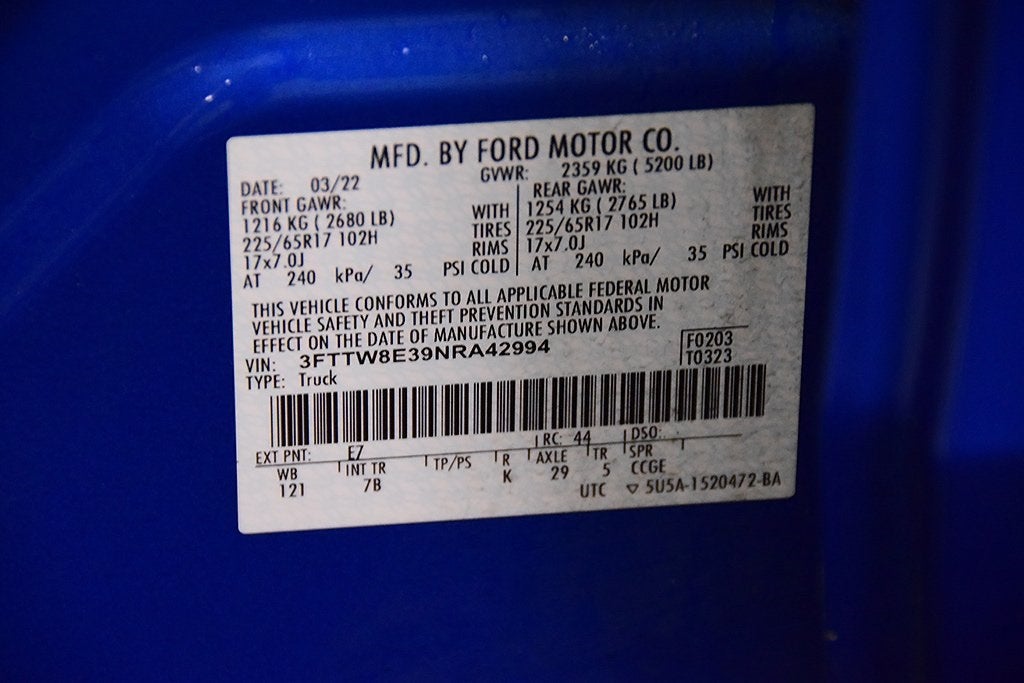 MFD. BY FORD MOTOR CO.
DATE: 03/22 GVWR: 2359 KG ( 5200 LB)
FRONT GAWR: REAR GAWR:
1216 KG ( 2680 LB) WITH 1254 KG ( 2765 LB) WITH
225/65R17 102H TIRES 225/65R17 102H TIRES
17x7.0J RIMS 17x7.0J RIMS
AT 240 kPa/ 35 PSI COLD AT 240 kPa/ 35 PSI COLD
THIS VEHICLE CONFORMS TO ALL APPLICABLE FEDERAL MOTOR
VEHICLE SAFETY AND THEFT PREVENTION STANDARDS IN
EFFECT ON THE DATE OF MANUFACTURE SHOWN ABOVE.
VIN: 3FTTW8E39NRA42994 F0203
TYPE: Truck T0323
EXT PNT: E7 RC: 44 DSO:
WB INT TR TP/PS R AXLE TR SPR
121 7B K 29 5 CCGE
UTC ▽ 5U5A-1520472-BA